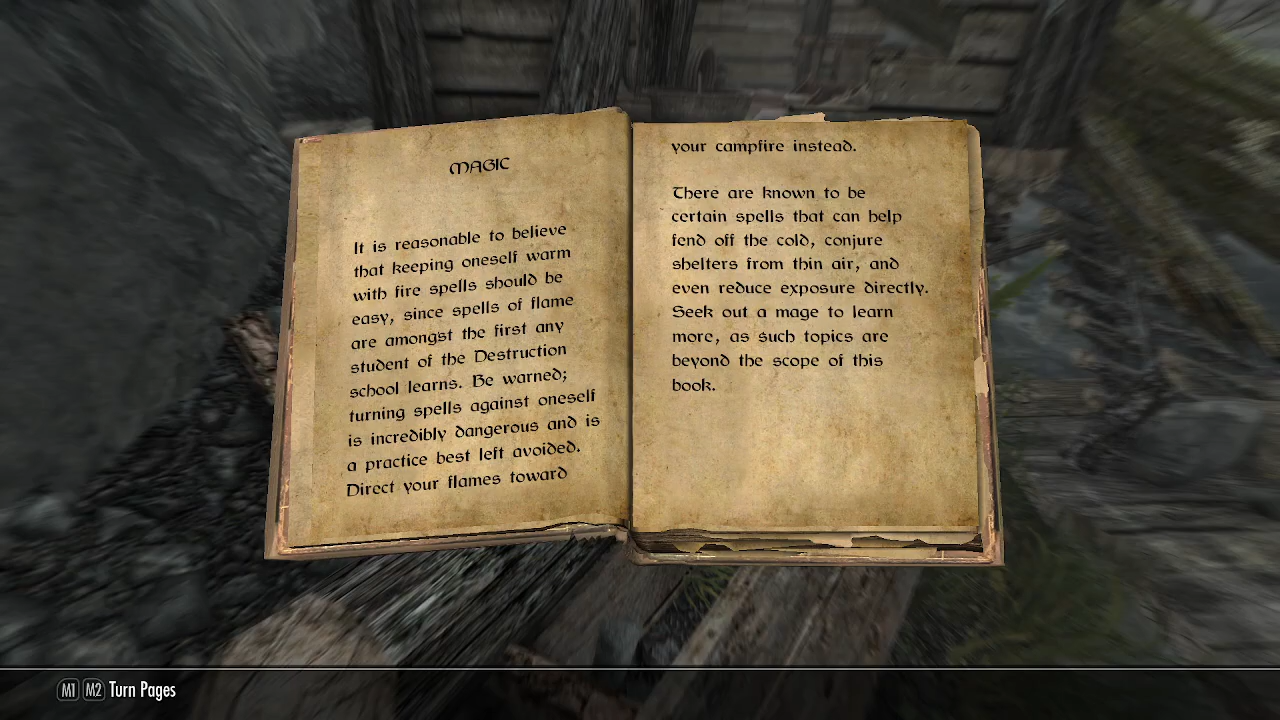 MAGIC
It is reasonable to believe
that keeping oneself warm
with fire spells should be
easy, since spells of flame
are amongst the first any
student of the Destruction
school learns. Be warned;
turning spells against oneself
is incredibly dangerous and is
a practice best left avoided.
Direct your flames toward
your campfire instead.
There are known to be
certain spells that can help
fend off the cold, conjure
shelters from thin air, and
even reduce exposure directly.
Seek out a mage to learn
more, as such topics are
beyond the scope of this
book.
M1 M2 Turn Pages